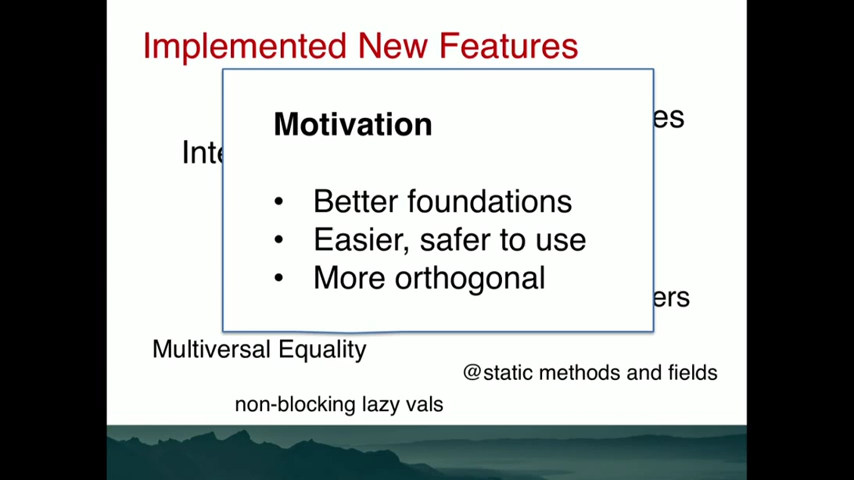 Implemented New Features
Motivation
• Better foundations
• Easier, safer to use
• More orthogonal
Multiversal Equality
@static methods and fields
non-blocking lazy vals